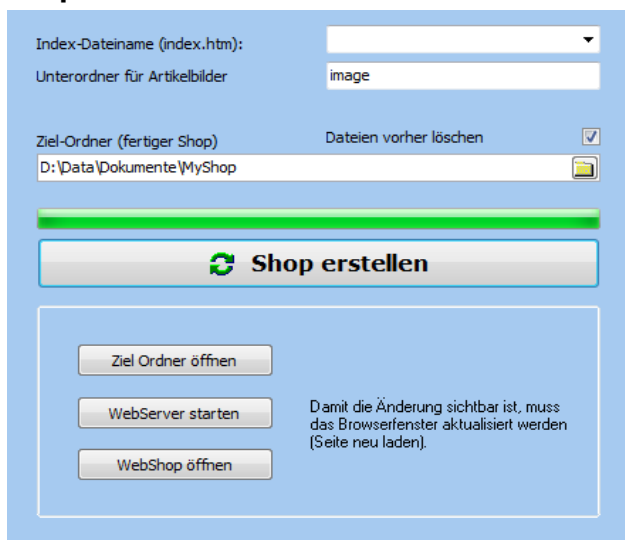 Index-Dateiname (index.htm):
Unterordner für Artikelbilder
image
Ziel-Ordner (fertiger Shop)
Dateien vorher löschen
D:\Data\Dokumente\MyShop
Shop erstellen
Ziel Ordner öffnen
WebServer starten
WebShop öffnen
Damit die Änderung sichtbar ist, muss
das Browserfenster aktualisiert werden
(Seite neu laden).